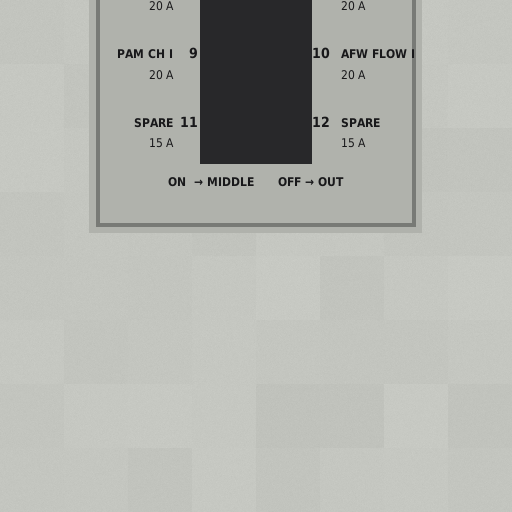 20 A 20 A
PAM CH I 9 10 AFW FLOW I
20 A 20 A
SPARE 11 12 SPARE
15 A 15 A
ON → MIDDLE OFF → OUT